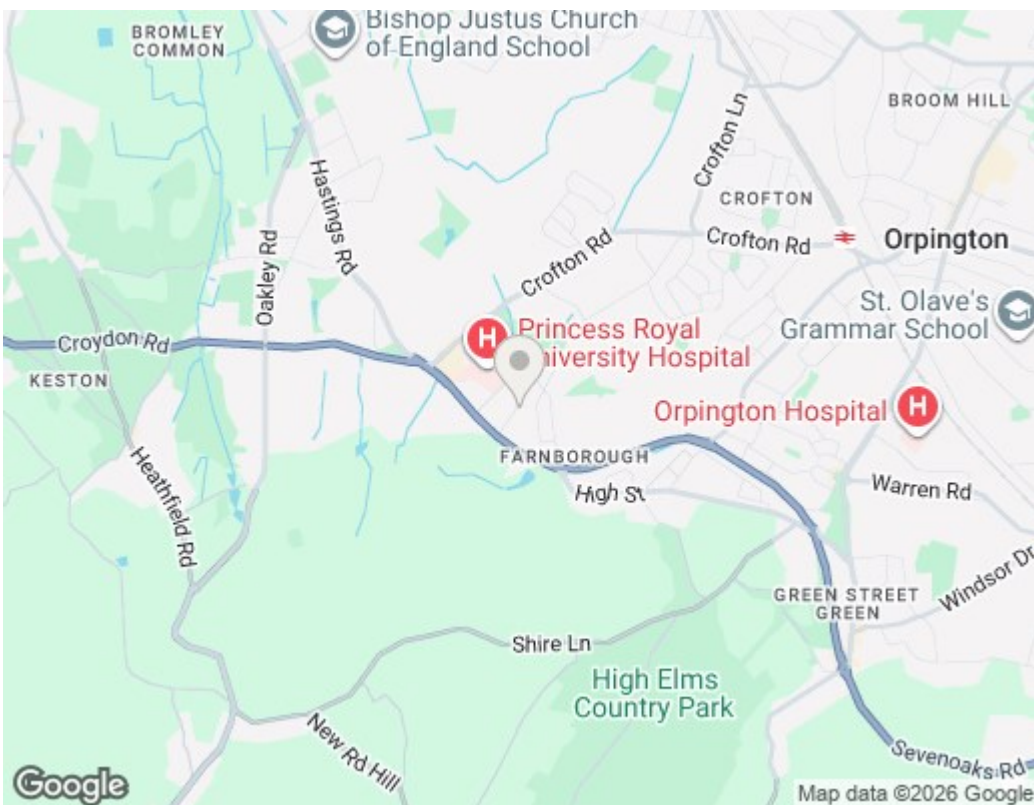 BROMLEY
COMMON
Bishop Justus Church
of England School
BROOM HILL
Crofton Ln
Hastings Rd
CROFTON
Oakley Rd
Crofton Rd
Crofton Rd
Orpington
St. Olave's
Grammar School
Croydon Rd
H
Princess Royal
University Hospital
KESTON
Orpington Hospital
H
FARNBOROUGH
Heathfield Rd
High St
Warren Rd
Windsor Dr
GREEN STREET
GREEN
Shire Ln
High Elms
Country Park
New Rd Hill
Sevenoaks Rd
Google
Map data ©2026 Google